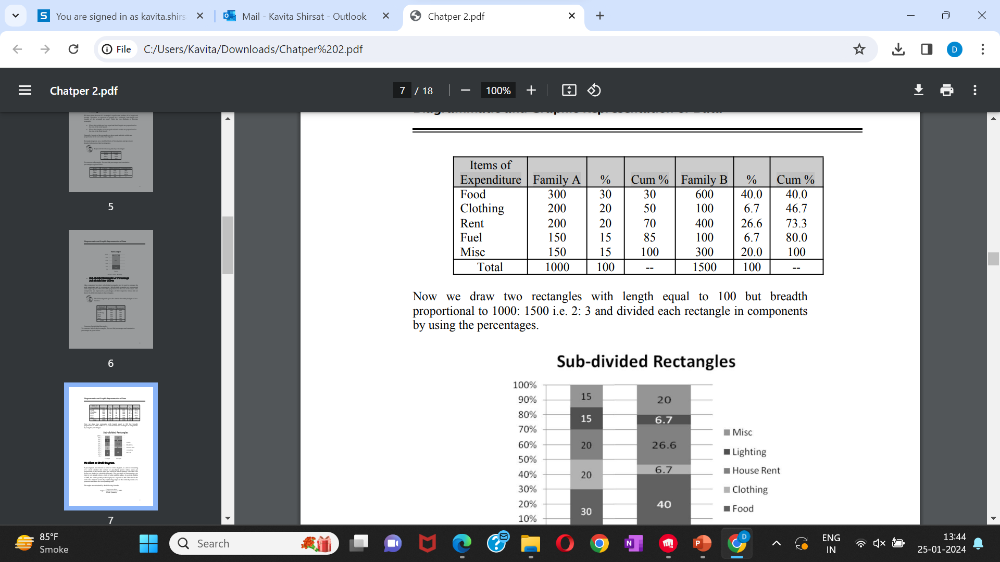 You are signed in as kavita.shirs
Mail - Kavita Shirsat - Outlook
Chatper 2.pdf
File
C:/Users/Kavita/Downloads/Chatper%202.pdf
D
Chatper 2.pdf
7 / 18
100%
5
6
7
Diagrammatic and Graphic Representation of Data
Items of Expenditure Family A % Cum % Family B % Cum %
Food 300 30 30 600 40.0 40.0
Clothing 200 20 50 100 6.7 46.7
Rent 200 20 70 400 26.6 73.3
Fuel 150 15 85 100 6.7 80.0
Misc 150 15 100 300 20.0 100
Total 1000 100 -- 1500 100 --
Now we draw two rectangles with length equal to 100 but breadth
proportional to 1000: 1500 i.e. 2: 3 and divided each rectangle in components
by using the percentages.
Sub-divided Rectangles
100%
90%
80%
70%
60%
50%
40%
30%
20%
10%
15
15
20
20
30
20
6.7
26.6
6.7
40
Misc
Lighting
House Rent
Clothing
Food
85°F
Smoke
Search
D
ENG
IN
13:44
25-01-2024